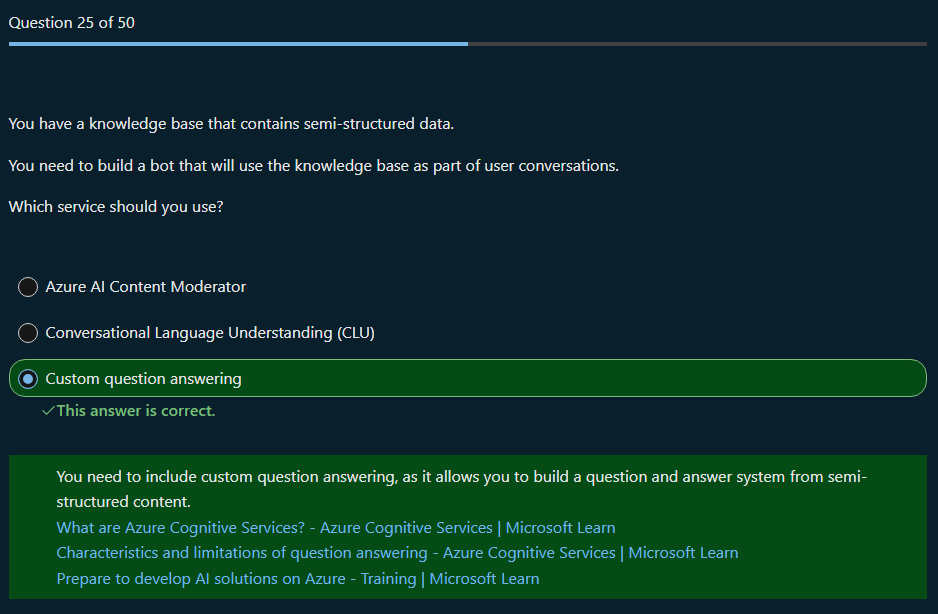 Question 25 of 50
You have a knowledge base that contains semi-structured data.
You need to build a bot that will use the knowledge base as part of user conversations.
Which service should you use?
Azure AI Content Moderator
Conversational Language Understanding (CLU)
Custom question answering
This answer is correct.
You need to include custom question answering, as it allows you to build a question and answer system from semi-
structured content.
What are Azure Cognitive Services? - Azure Cognitive Services | Microsoft Learn
Characteristics and limitations of question answering - Azure Cognitive Services | Microsoft Learn
Prepare to develop AI solutions on Azure - Training | Microsoft Learn